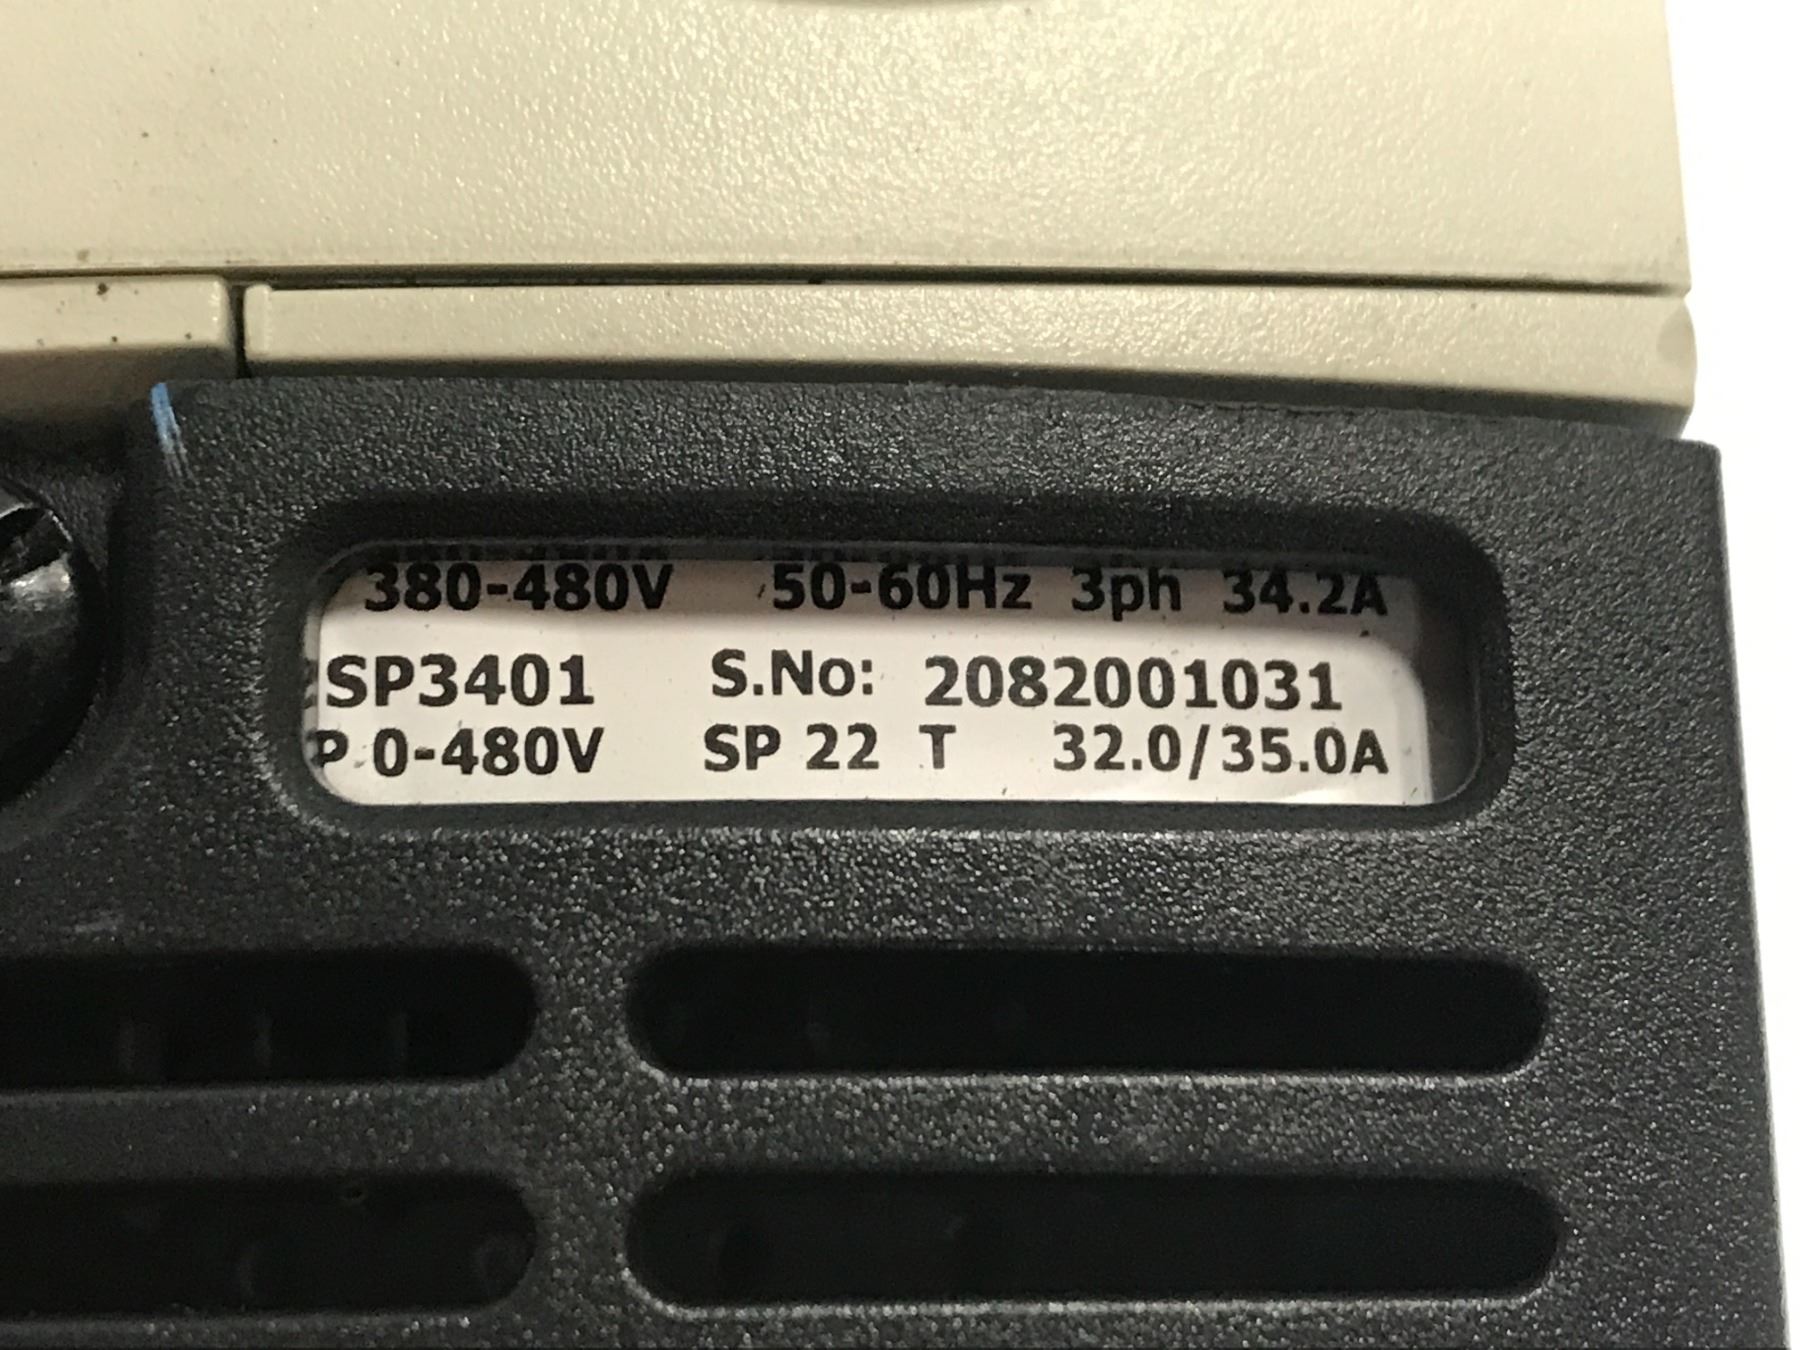 380-480V 50-60Hz 3ph 34.2A
SP3401 S.No: 2082001031
P 0-480V SP 22 T 32.0/35.0A